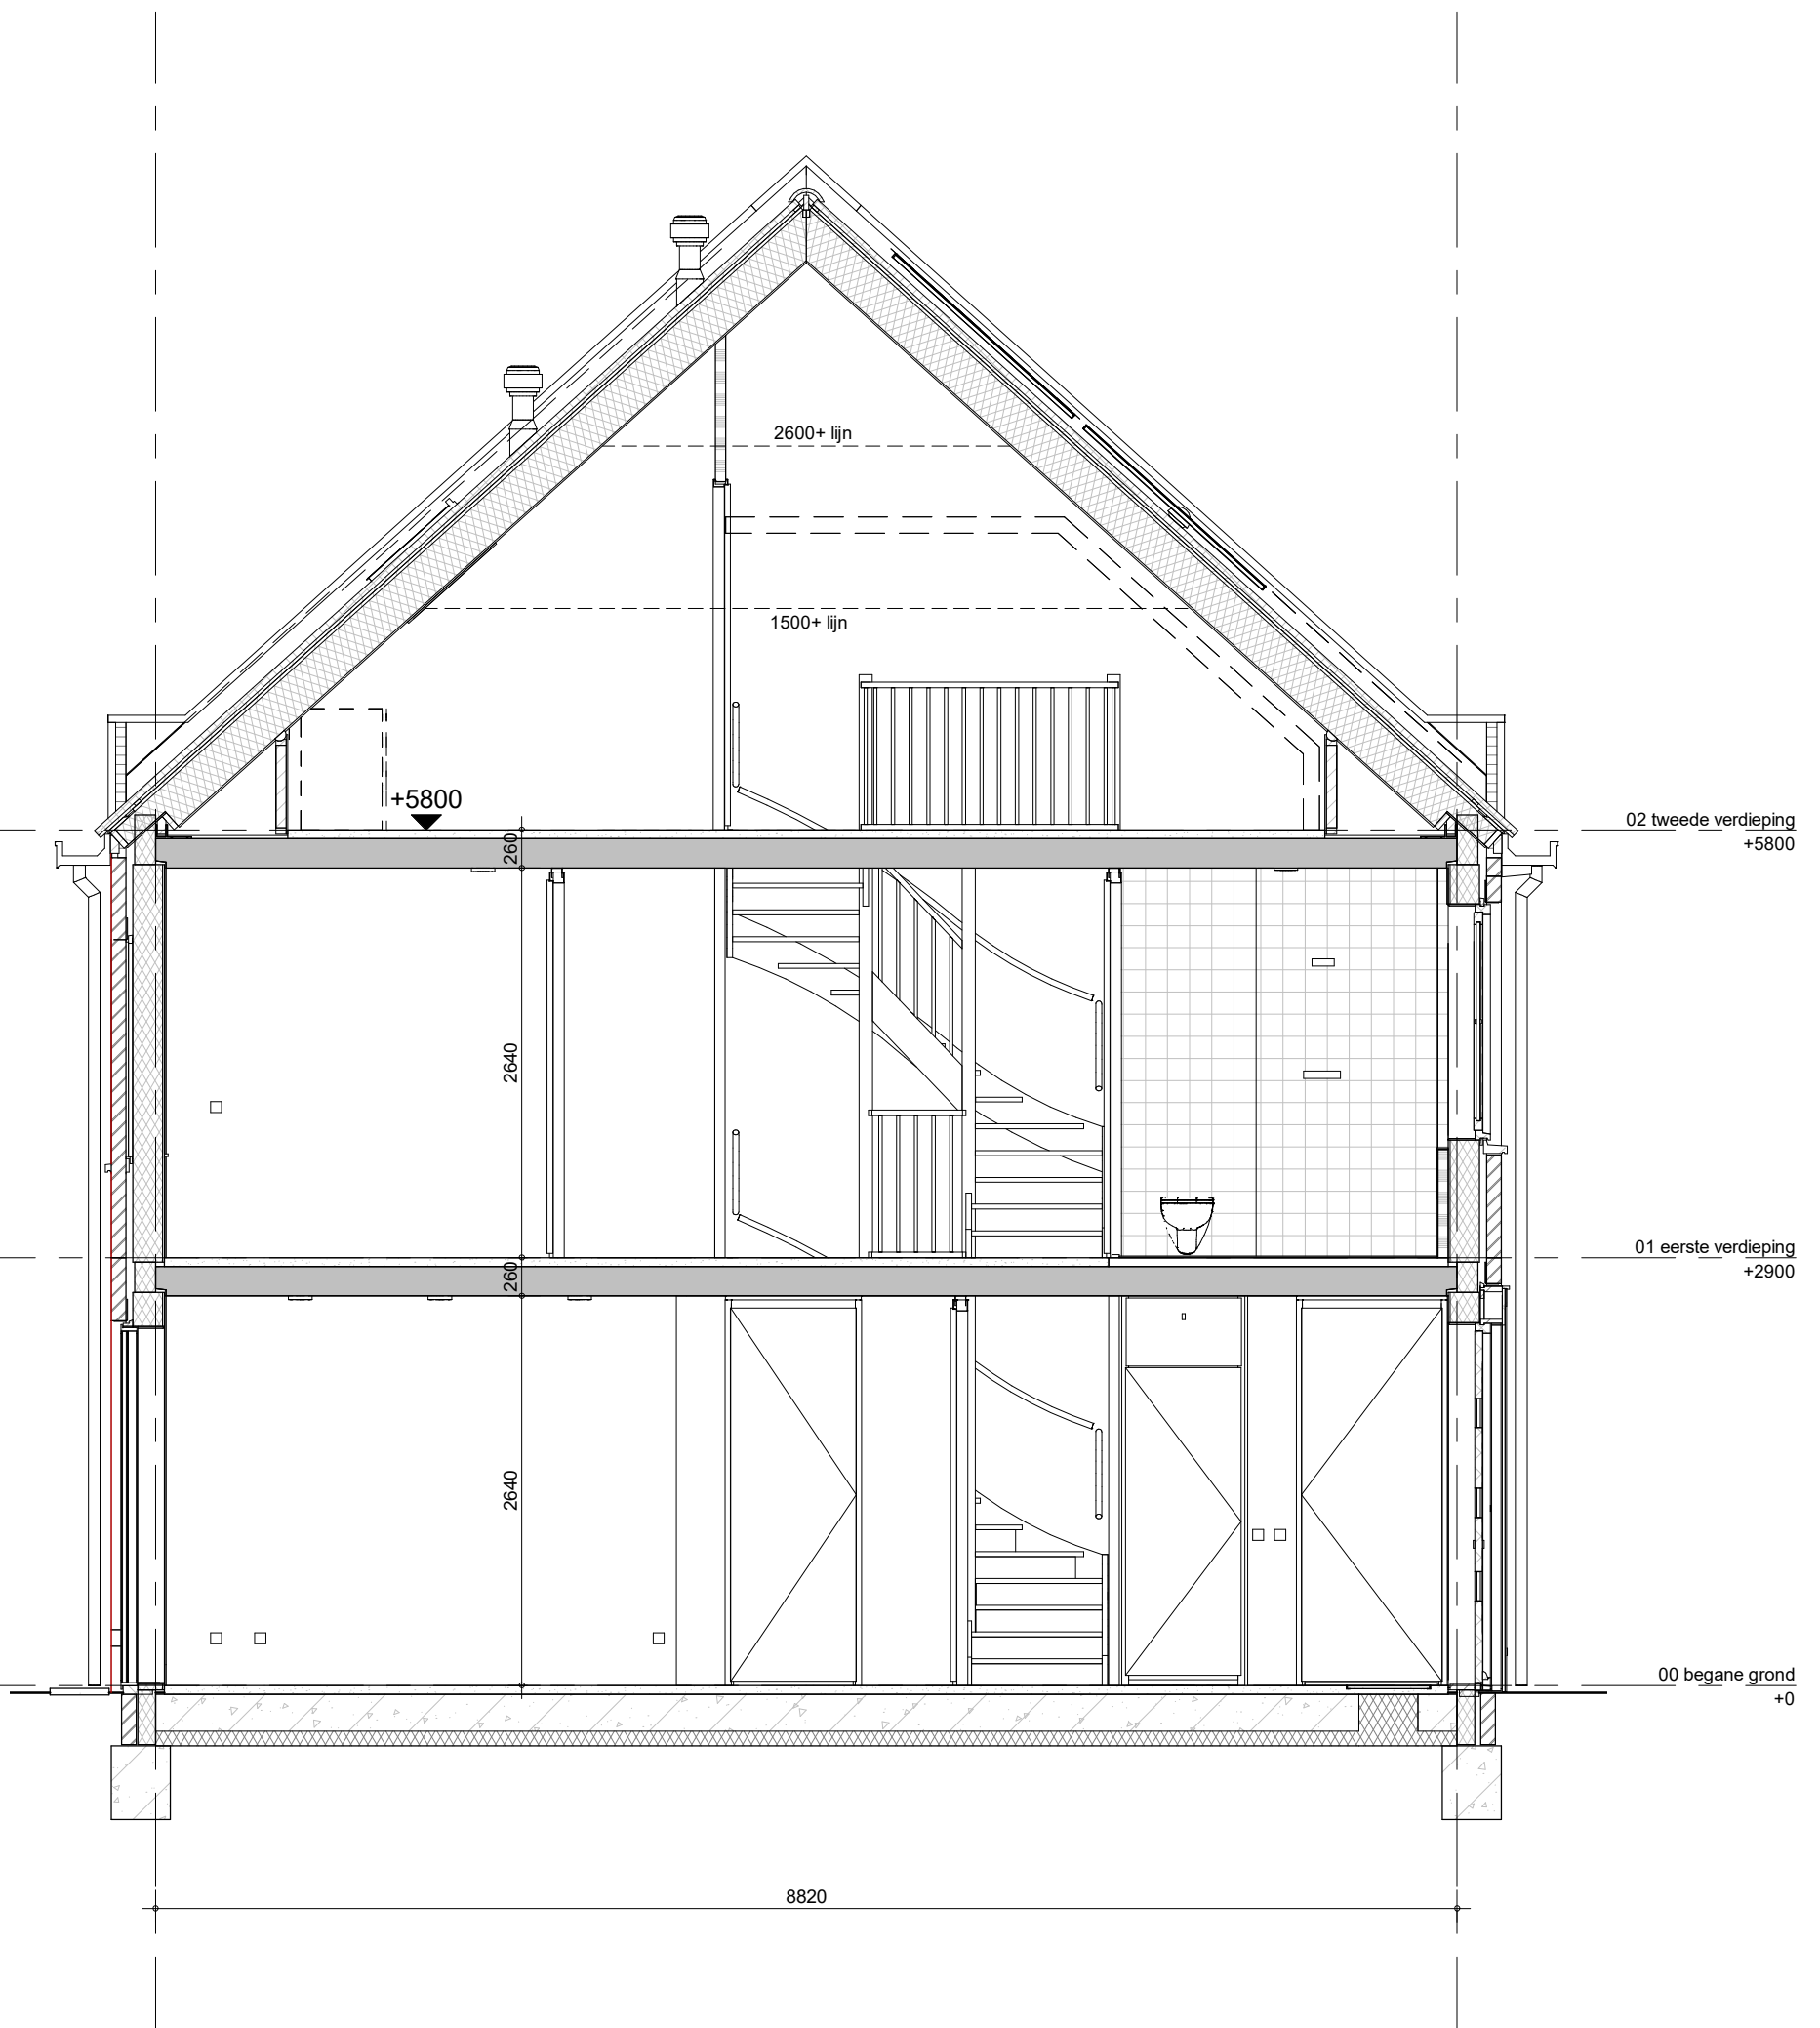 2600+ lijn
1500+ lijn
+5800
02 tweede verdieping
+5800
260
2640
01 eerste verdieping
+2900
260
2640
00 begane grond
+0
8820